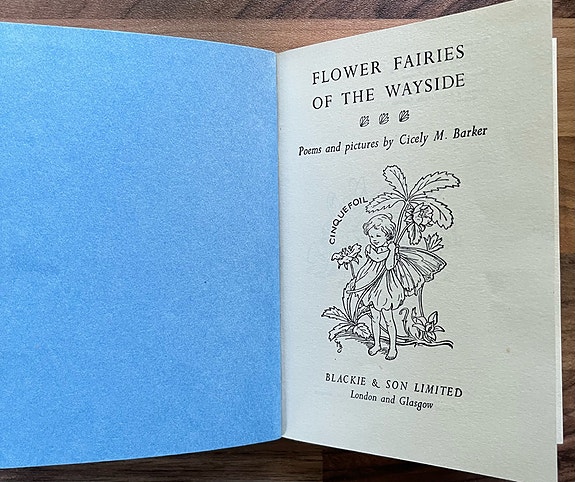 FLOWER FAIRIES
OF THE WAYSIDE
Poems and pictures by Cicely M. Barker
CINQUEFOIL
BLACKIE & SON LIMITED
London and Glasgow